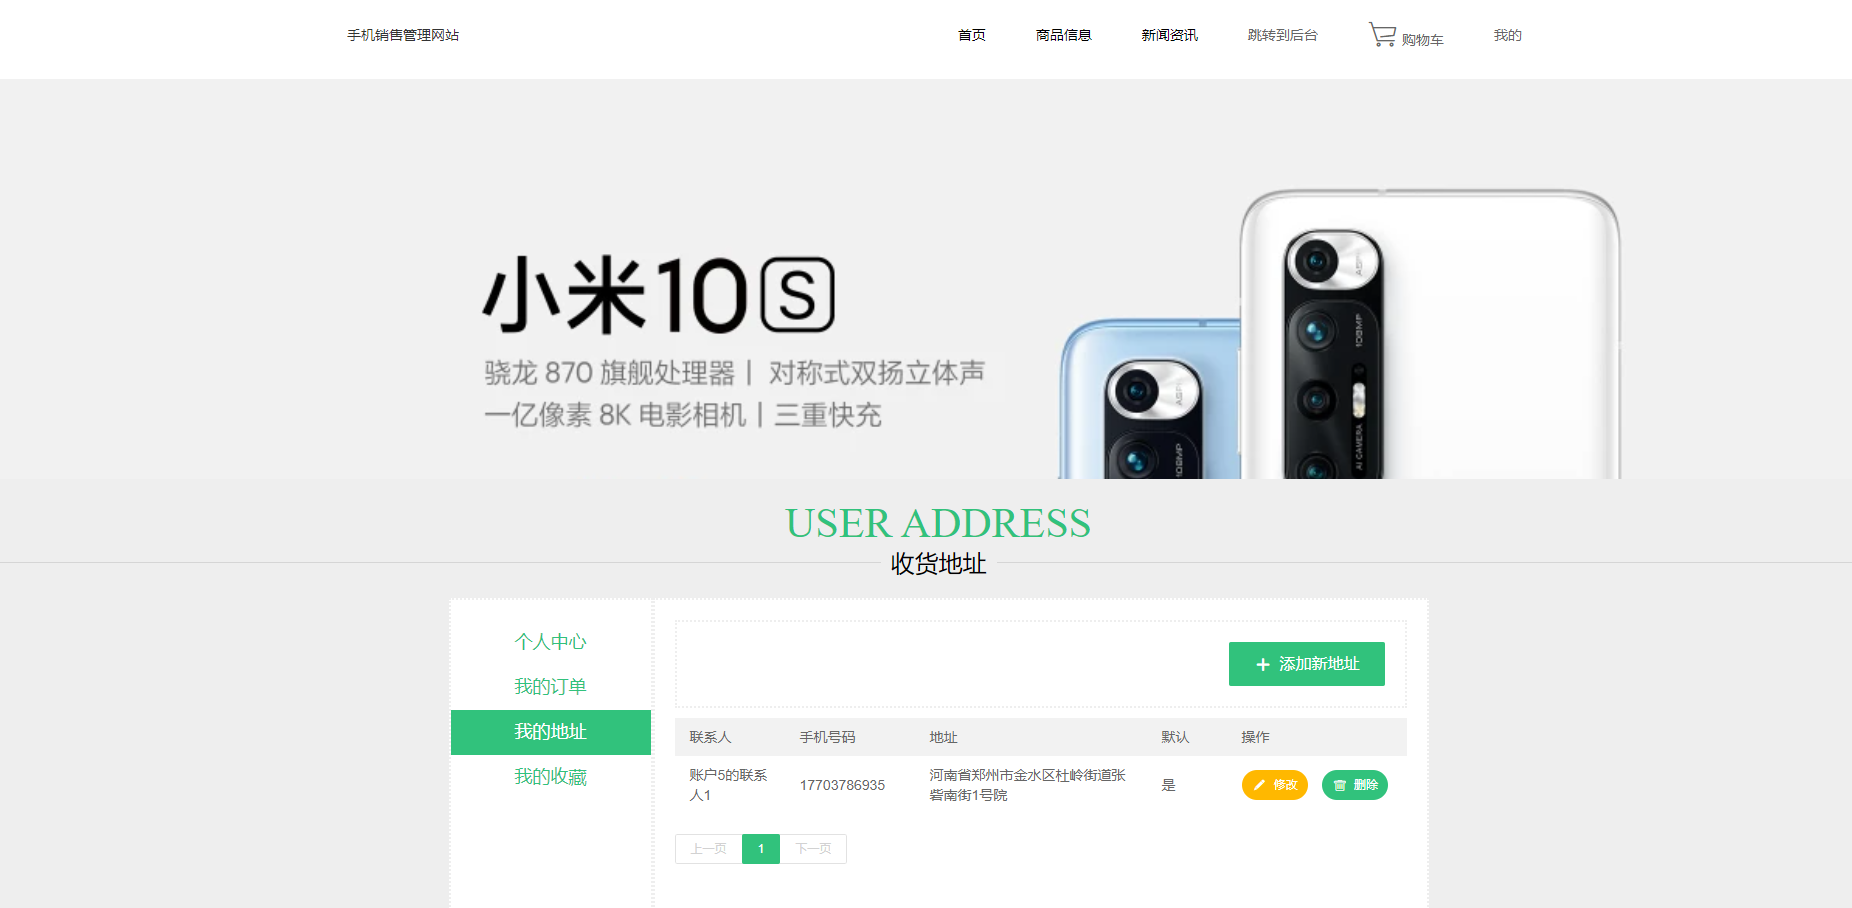 手机销售管理网站
首页
商品信息
新闻资讯
跳转到后台
购物车
我的
小米10 S
骁龙 870 旗舰处理器丨 对称式双扬立体声
一亿像素 8K 电影相机丨三重快充
108MP
AI CAMERA
108MP
USER ADDRESS
收货地址
个人中心
我的订单
我的地址
我的收藏
添加新地址
联系人 手机号码 地址 默认 操作
账户5的联系人1
17703786935
河南省郑州市金水区杜岭街道张
砦南街1号院
是
修改
删除
上一页 1 下一页